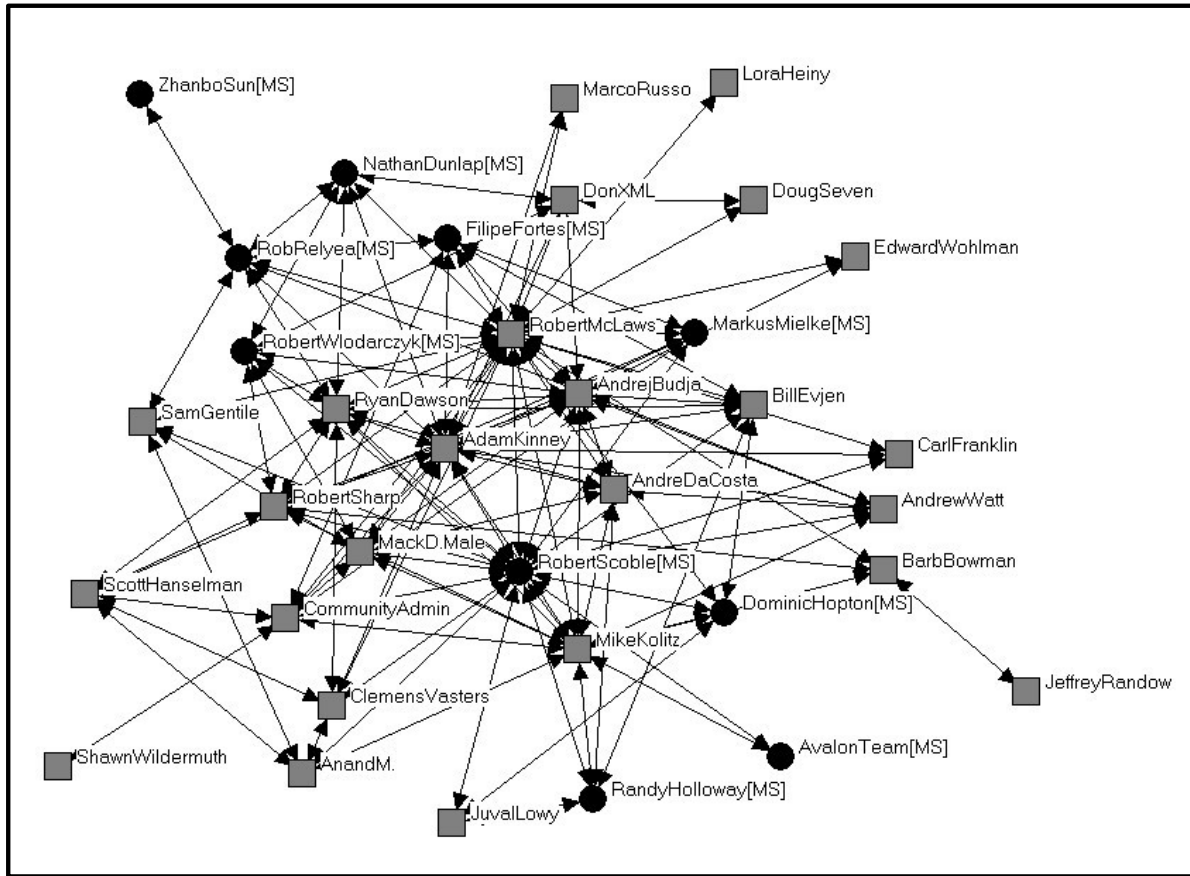 ZhanboSun[MS]
LoraHeiny
MarcoRusso
NathanDunlap[MS]
DonXML
DougSeven
FilipeFortes[MS]
RobRelyea[MS]
EdwardWohlman
RobertMcLaws
MarkusMielke[MS]
RobertWlodarczyk[MS]
AndrejBudja
BillEvjen
RyanDawson
SamGentile
AdamKinney
CarlFranklin
AndreDaCosta
RobertSharp
AndrewWatt
MackD.Male
RobertScoble[MS]
BarbBowman
ScottHanselman
DominicHopton[MS]
CommunityAdmin
MikeKolitz
JeffreyRandow
ClemensVasters
AvalonTeam[MS]
ShawnWildermuth
AnandM.
RandyHolloway[MS]
JuvalLowy